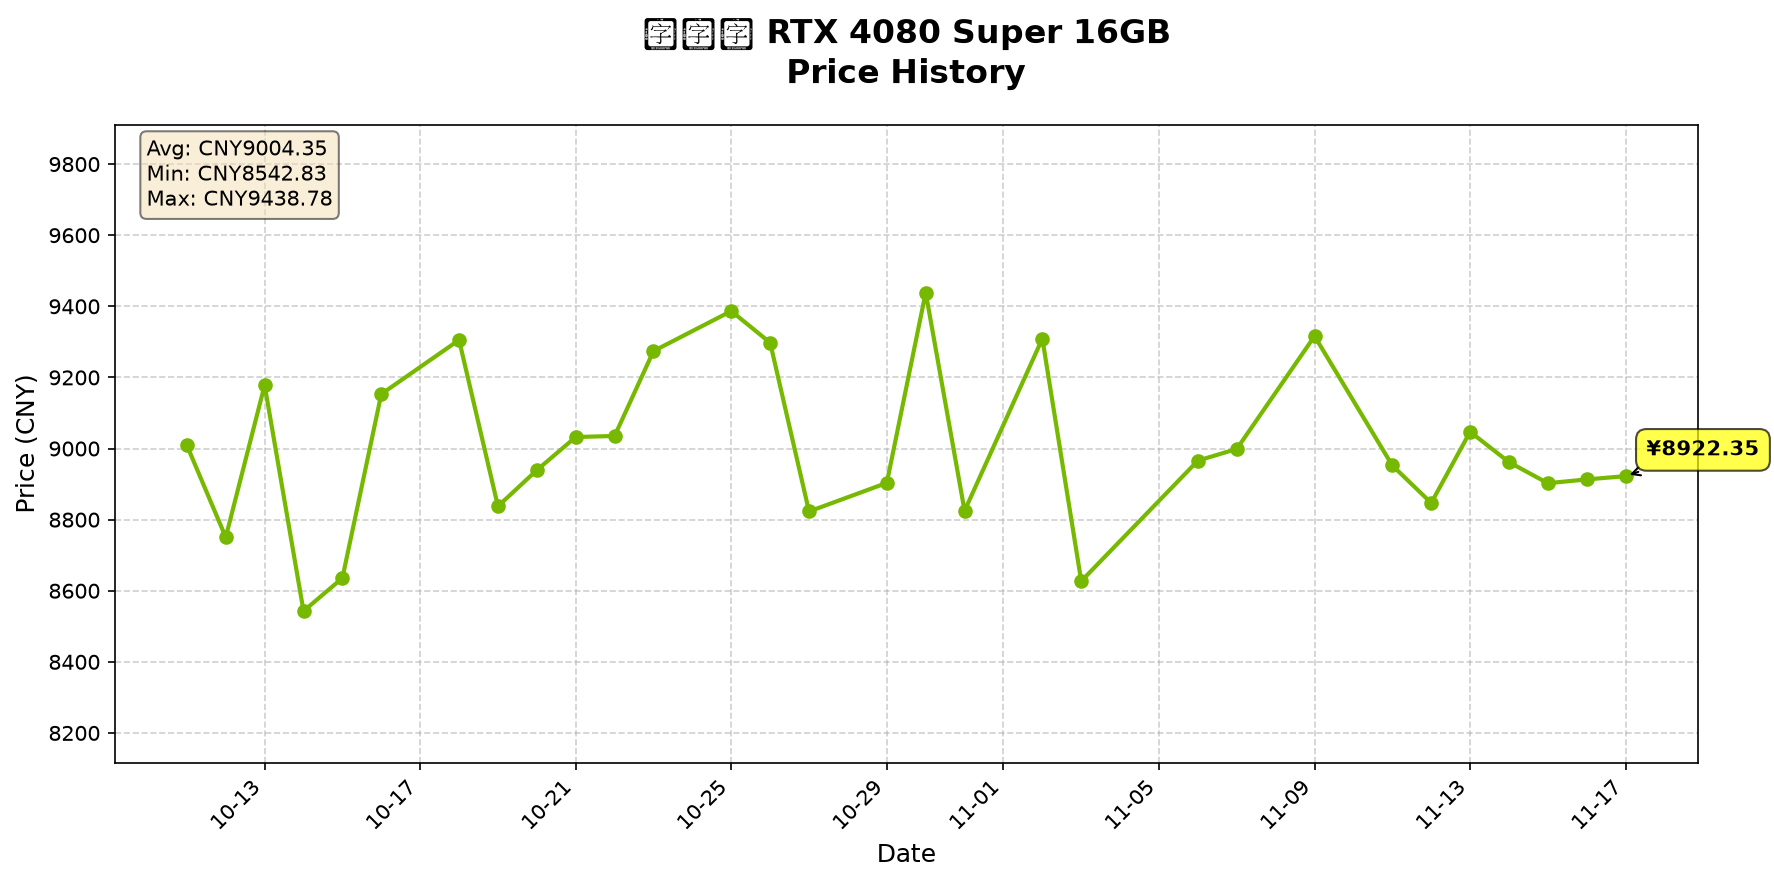 RTX 4080 Super 16GB
Price History
Avg: CNY9004.35
Min: CNY8542.83
Max: CNY9438.78
¥8922.35
Price (CNY)
9800
9600
9400
9200
9000
8800
8600
8400
8200
10-13
10-17
10-21
10-25
10-29
11-01
11-05
11-09
11-13
11-17
Date